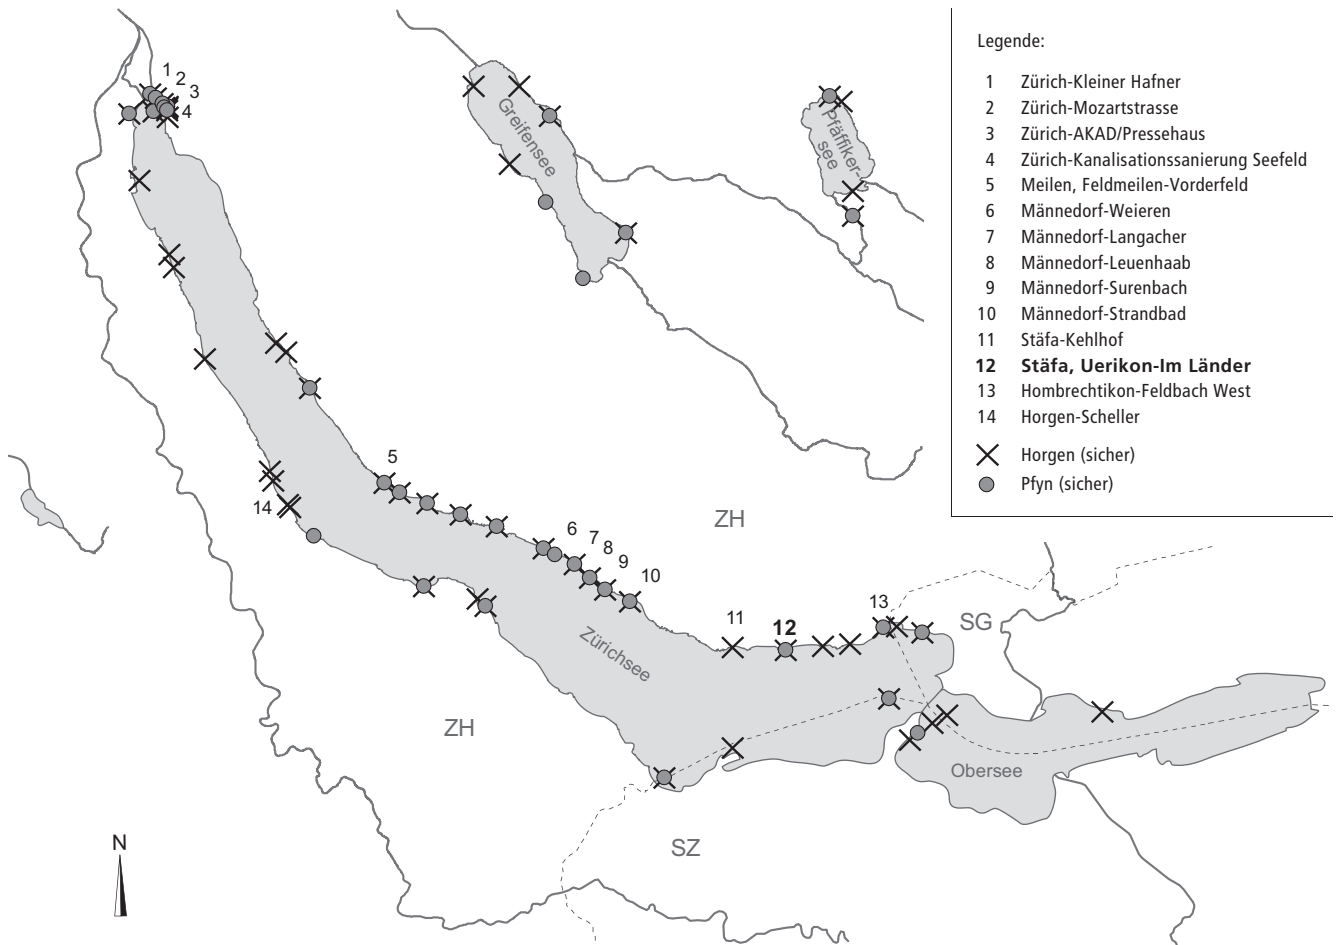 Legende:
1 Zürich-Kleiner Hafner
2 Zürich-Mozartstrasse
3 Zürich-AKAD/Pressehaus
4 Zürich-Kanalisationssanierung Seefeld
5 Meilen, Feldmeilen-Vorderfeld
6 Männedorf-Weieren
7 Männedorf-Langacher
8 Männedorf-Leuenhaab
9 Männedorf-Surenbach
10 Männedorf-Strandbad
11 Stäfa-Kehlhof
12 Stäfa, Uerikon-Im Länder
13 Hombrechtikon-Feldbach West
14 Horgen-Scheller
Horgen (sicher)
Pfyn (sicher)
1
2
3
4
Greifensee
Pfäffiker-
see
5
14
ZH
6
7
8
9
10
11
12
13
SG
Zürichsee
ZH
Obersee
SZ
N